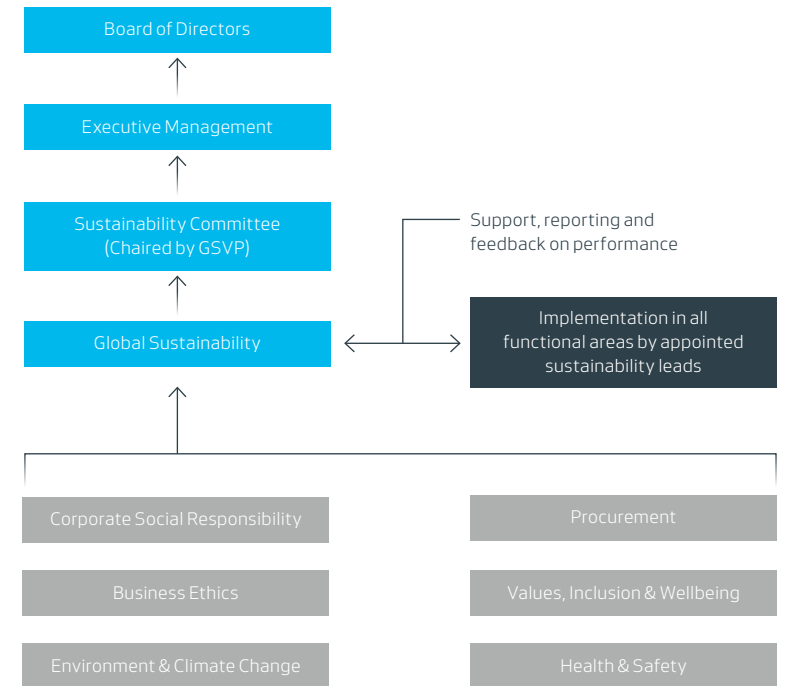 Board of Directors
Executive Management
Sustainability Committee
(Chaired by GSVP)
Support, reporting and
feedback on performance
Global Sustainability
Implementation in all
functional areas by appointed
sustainability leads
Corporate Social Responsibility
Procurement
Business Ethics
Values, Inclusion & Wellbeing
Environment & Climate Change
Health & Safety